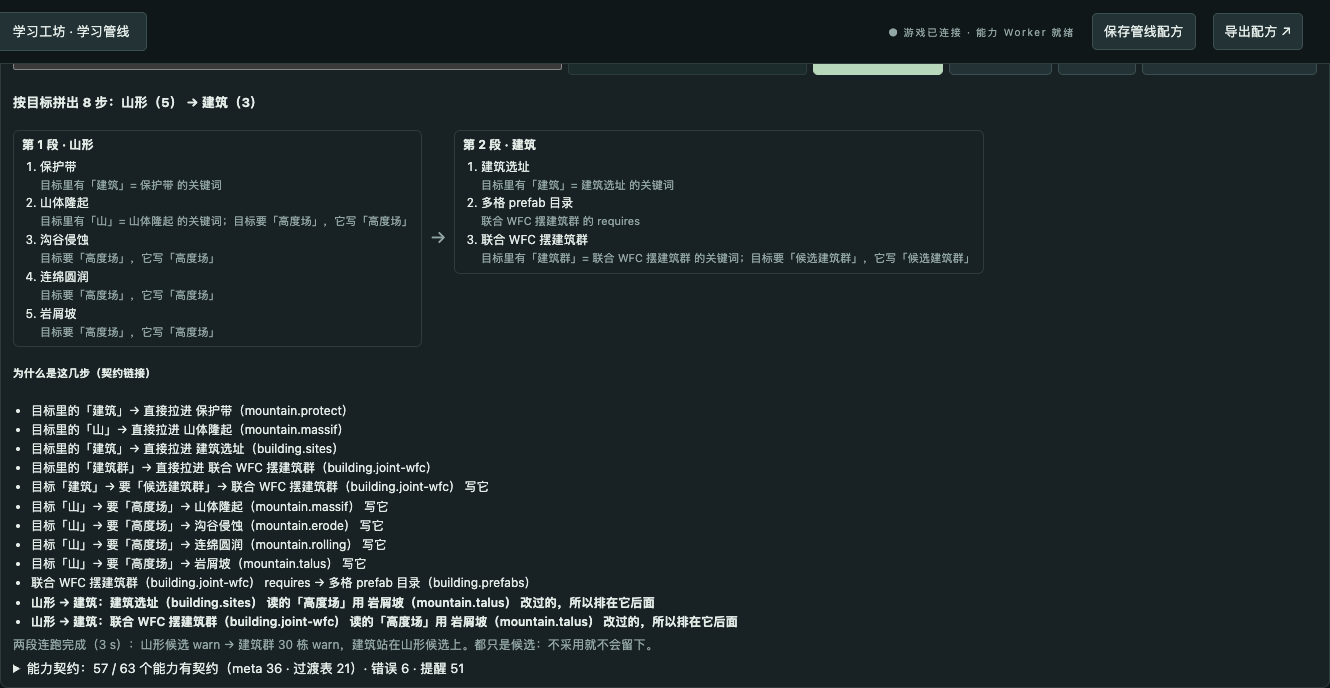 学习工坊 · 学习管线
游戏已连接 · 能力 Worker 就绪
保存管线配方
导出配方 ↗
按目标拼出 8 步：山形（5） → 建筑（3）
第 1 段 · 山形
1. 保护带
目标里有「建筑」= 保护带 的关键词
2. 山体隆起
目标里有「山」= 山体隆起 的关键词；目标要「高度场」，它写「高度场」
3. 沟谷侵蚀
目标要「高度场」，它写「高度场」
4. 连绵圆润
目标要「高度场」，它写「高度场」
5. 岩屑坡
目标要「高度场」，它写「高度场」
→
第 2 段 · 建筑
1. 建筑选址
目标里有「建筑」= 建筑选址 的关键词
2. 多格 prefab 目录
联合 WFC 摆建筑群 的 requires
3. 联合 WFC 摆建筑群
目标里有「建筑群」= 联合 WFC 摆建筑群 的关键词；目标要「候选建筑群」，它写「候选建筑群」
为什么是这几步（契约链接）
• 目标里的「建筑」→ 直接拉进 保护带（mountain.protect）
• 目标里的「山」→ 直接拉进 山体隆起（mountain.massif）
• 目标里的「建筑」→ 直接拉进 建筑选址（building.sites）
• 目标里的「建筑群」→ 直接拉进 联合 WFC 摆建筑群（building.joint-wfc）
• 目标「建筑」→ 要「候选建筑群」→ 联合 WFC 摆建筑群（building.joint-wfc） 写它
• 目标「山」→ 要「高度场」→ 山体隆起（mountain.massif） 写它
• 目标「山」→ 要「高度场」→ 沟谷侵蚀（mountain.erode） 写它
• 目标「山」→ 要「高度场」→ 连绵圆润（mountain.rolling） 写它
• 目标「山」→ 要「高度场」→ 岩屑坡（mountain.talus） 写它
• 联合 WFC 摆建筑群（building.joint-wfc） requires → 多格 prefab 目录（building.prefabs）
• 山形 → 建筑：建筑选址（building.sites） 读的「高度场」用 岩屑坡（mountain.talus） 改过的，所以排在它后面
• 山形 → 建筑：联合 WFC 摆建筑群（building.joint-wfc） 读的「高度场」用 岩屑坡（mountain.talus） 改过的，所以排在它后面
两段连跑完成（3 s）：山形候选 warn → 建筑群 30 栋 warn，建筑站在山形候选上。都只是候选：不采用就不会留下。
▶ 能力契约：57 / 63 个能力有契约（meta 36 · 过渡表 21）· 错误 6 · 提醒 51